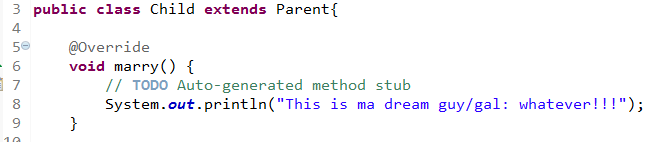 3 public class Child extends Parent{
4
5 @Override
6 void marry() {
7 // TODO Auto-generated method stub
8 System.out.println("This is ma dream guy/gal: whatever!!!");
9 }